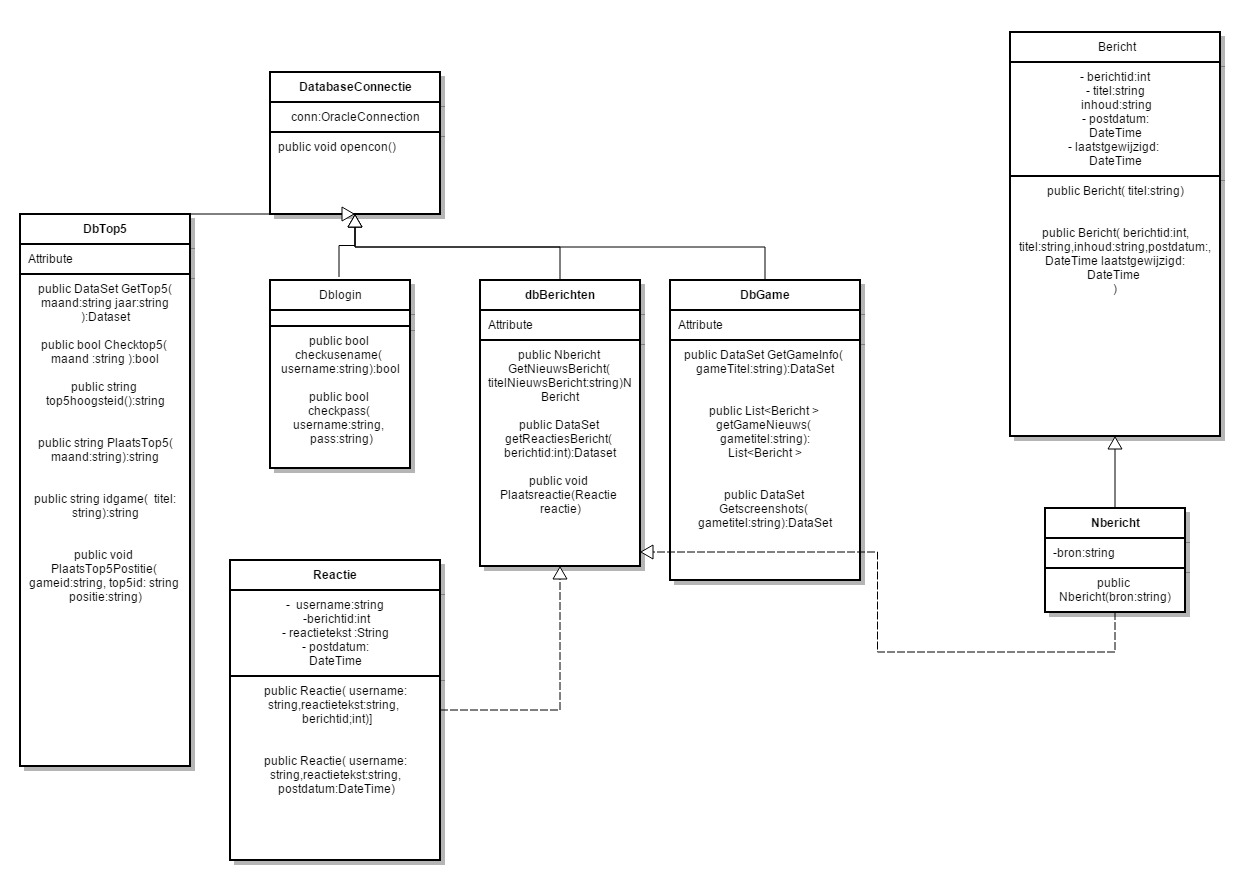 Bericht
- berichtid:int
- titel:string
inhoud:string
- postdatum:
DateTime
- laatstgewijzigd:
DateTime
public Bericht( titel:string)
public Bericht( berichtid:int,
titel:string,inhoud:string,postdatum:,
DateTime laatstgewijzigd:
DateTime
)
DatabaseConnectie
conn:OracleConnection
public void opencon()
DbTop5
Attribute
public DataSet GetTop5(
maand:string jaar:string
):Dataset
public bool Checktop5(
maand :string ):bool
public string
top5hoogsteid():string
public string PlaatsTop5(
maand:string):string
public string idgame(  titel:
string):string
public void
PlaatsTop5Postitie(
gameid:string, top5id: string
positie:string)
Dblogin
public bool
checkusename(
username:string):bool
public bool
checkpass(
username:string,
pass:string)
dbBerichten
Attribute
public Nbericht
GetNieuwsBericht(
titelNieuwsBericht:string)N
Bericht
public DataSet
getReactiesBericht(
berichtid:int):Dataset
public void
Plaatsreactie(Reactie
reactie)
DbGame
Attribute
public DataSet GetGameInfo(
gameTitel:string):DataSet
public List<Bericht >
getGameNieuws(
gametitel:string):
List<Bericht >
public DataSet
Getscreenshots(
gametitel:string):DataSet
Nbericht
-bron:string
public
Nbericht(bron:string)
Reactie
-  username:string
-berichtid:int
- reactietekst :String
- postdatum:
DateTime
public Reactie( username:
string,reactietekst:string,
berichtid;int)]
public Reactie( username:
string,reactietekst:string,
postdatum:DateTime)